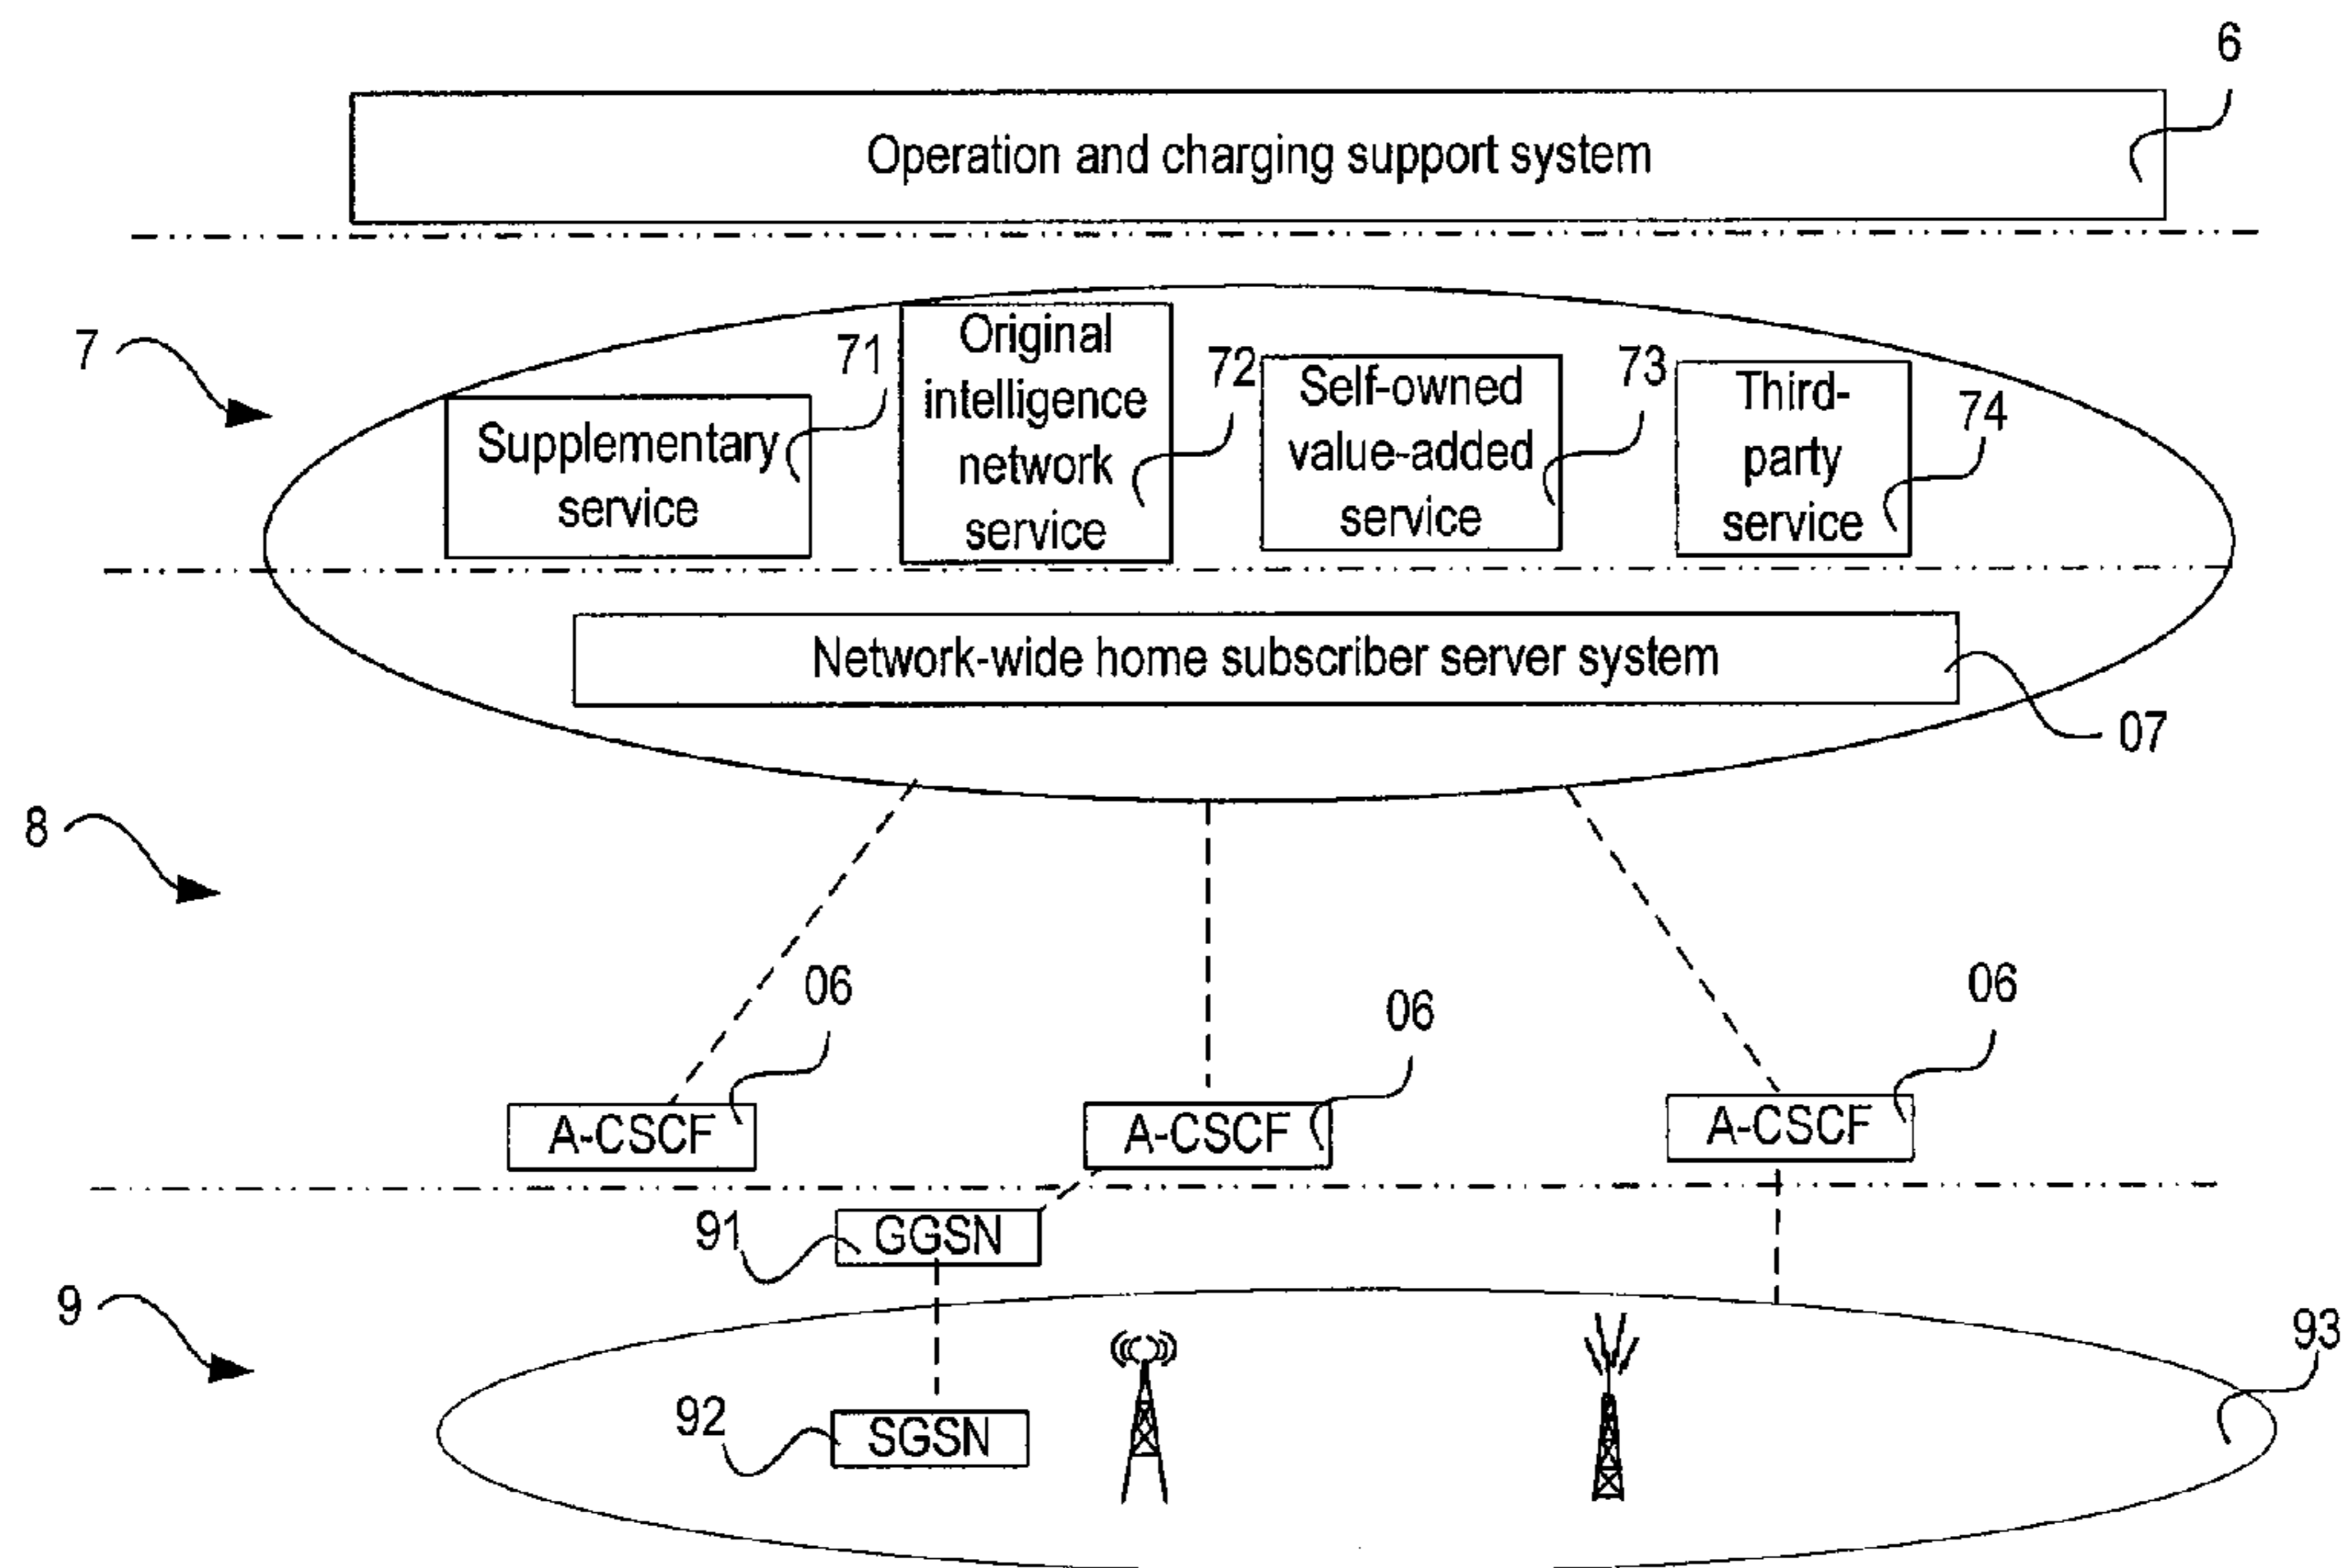 6
Operation and charging support system
7
71
Original
intelligence
network
service
72
Self-owned
value-added
service
73
Third-
party
service
74
Supplementary
service
Network-wide home subscriber server system
07
8
06
06
06
A-CSCF
A-CSCF
A-CSCF
91
GGSN
9
93
92
SGSN